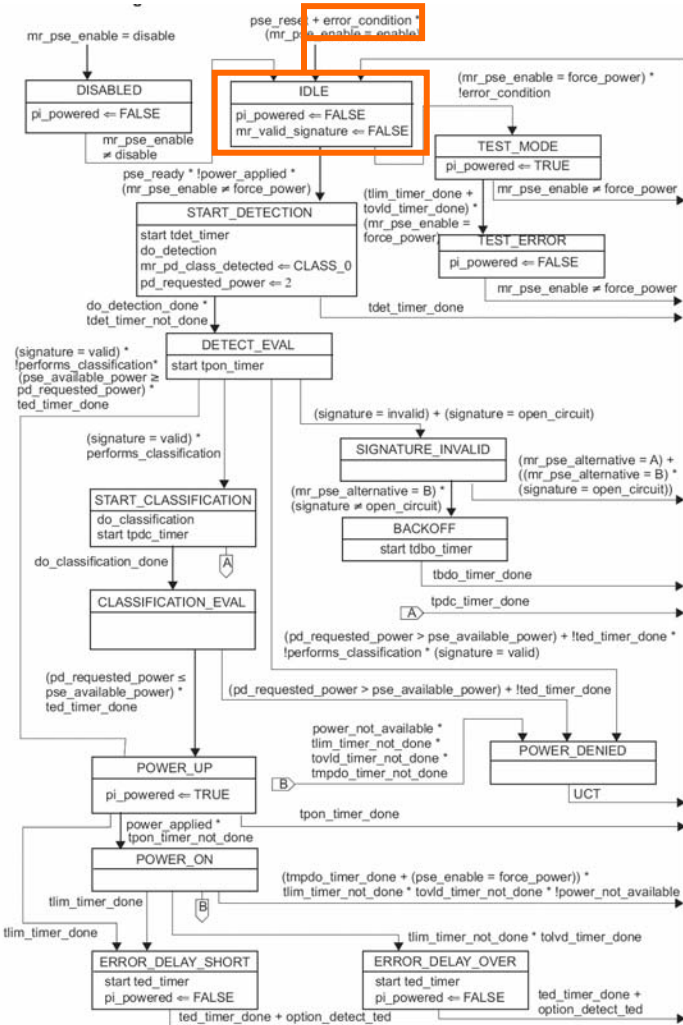 pse_reset + error_condition *
(mr_pse_enable = enable)
mr_pse_enable = disable
DISABLED
pi_powered ⇐ FALSE
mr_pse_enable
≠ disable
IDLE
pi_powered ⇐ FALSE
mr_valid_signature ⇐ FALSE
(mr_pse_enable = force_power) *
!error_condition
TEST_MODE
pi_powered ⇐ TRUE
mr_pse_enable ≠ force_power
pse_ready * !power_applied *
(mr_pse_enable ≠ force_power)
(tlim_timer_done +
tovld_timer_done) *
(mr_pse_enable =
force_power)
START_DETECTION
start tdet_timer
do_detection
mr_pd_class_detected ⇐ CLASS_0
pd_requested_power ⇐ 2
TEST_ERROR
pi_powered ⇐ FALSE
mr_pse_enable ≠ force_power
do_detection_done *
tdet_timer_not_done
tdet_timer_done
DETECT_EVAL
start tpon_timer
(signature = valid) *
!performs_classification*
(pse_available_power ≥
pd_requested_power) *
ted_timer_done
(signature = invalid) + (signature = open_circuit)
(signature = valid) *
performs_classification
SIGNATURE_INVALID
(mr_pse_alternative = A) +
((mr_pse_alternative = B) *
(signature = open_circuit))
(mr_pse_alternative = B) *
(signature ≠ open_circuit)
START_CLASSIFICATION
do_classification
start tpdc_timer
A
BACKOFF
start tdbo_timer
tbdo_timer_done
do_classification_done
CLASSIFICATION_EVAL
A
tpdc_timer_done
(pd_requested_power > pse_available_power) + !ted_timer_done *
!performs_classification * (signature = valid)
(pd_requested_power ≤
pse_available_power) *
ted_timer_done
(pd_requested_power > pse_available_power) + !ted_timer_done
power_not_available *
tlim_timer_not_done *
tovld_timer_not_done *
tmpdo_timer_not_done
B
POWER_DENIED
UCT
POWER_UP
pi_powered ⇐ TRUE
tpon_timer_done
power_applied *
tpon_timer_not_done
POWER_ON
B
(tmpdo_timer_done + (pse_enable = force_power)) *
tlim_timer_not_done * tovld_timer_not_done * !power_not_available
tlim_timer_done
tlim_timer_done
tlim_timer_not_done * tolvd_timer_done
ERROR_DELAY_SHORT
start ted_timer
pi_powered ⇐ FALSE
ted_timer_done + option_detect_ted
ERROR_DELAY_OVER
start ted_timer
pi_powered ⇐ FALSE
ted_timer_done +
option_detect_ted